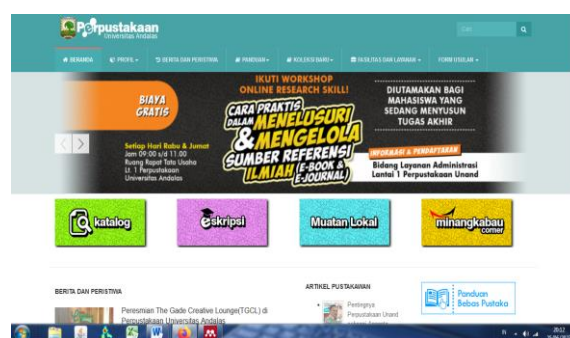 Perpustakaan
Universitas Andalas
Cari
BERANDA
PROFIL
BERITA DAN PERISTIWA
PANDUAN
KOLEKSI BARU
FASILITAS DAN LAYANAN
FORM USULAN
BIAYA
GRATIS
Setiap Hari Rabu & Jumat
Jam 09:00 s/d 11.00
Ruang Rapat Tata Usaha
Lt. 1 Perpustakaan
Universitas Andalas
IKUTI WORKSHOP
ONLINE RESEARCH SKILL!
CARA PRAKTIS
DALAM MENELUSURI
& MENGELOLA
SUMBER REFERENSI
ILMIAH (E-BOOK &
E-JOURNAL)
DIUTAMAKAN BAGI
MAHASISWA YANG
SEDANG MENYUSUN
TUGAS AKHIR
INFORMASI & PENDAFTARAN
Bidang Layanan Administrasi
Lantai 1 Perpustakaan Unand
katalog
eskripsi
Muatan Lokal
minangkabau
corner
BERITA DAN PERISTIWA
Peresmian The Gade Creative Lounge(TGCL) di
Perpustakaan Universitas Andalas
ARTIKEL PUSTAKAWAN
Pentingnya
Perpustakaan Unand
Panduan
Bebas Pustaka
20:12